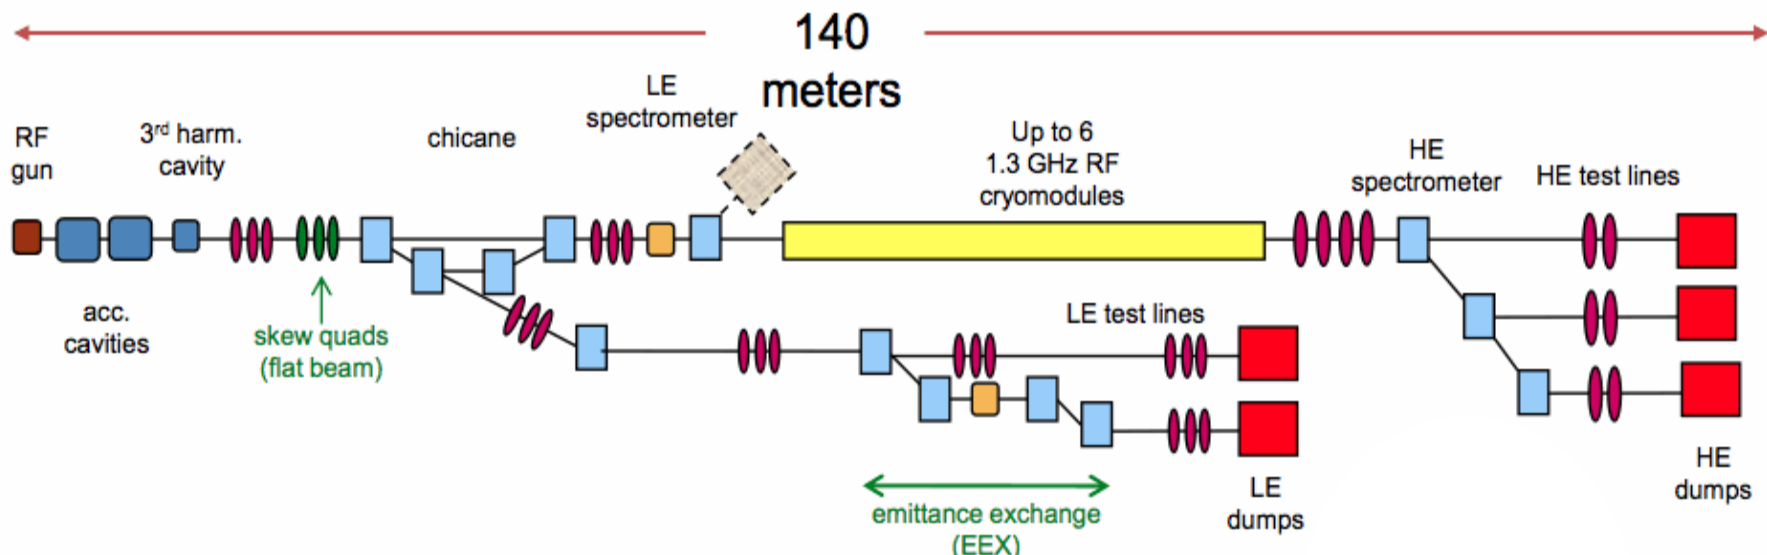 140
meters
RF
gun
3rd harm.
cavity
chicane
LE
spectrometer
Up to 6
1.3 GHz RF
cryomodules
HE
spectrometer
HE test lines
acc.
cavities
skew quads
(flat beam)
LE test lines
emittance exchange
(EEX)
LE
dumps
HE
dumps